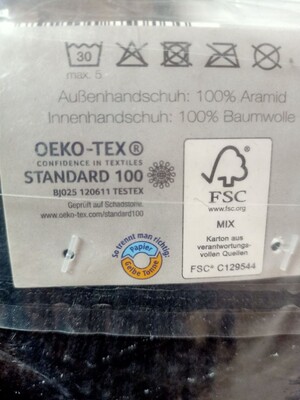 30
max. 5
Außenhandschuh: 100% Aramid
Innenhandschuh: 100% Baumwolle
OEKO-TEX®
CONFIDENCE IN TEXTILES
STANDARD 100
BJ025 120611 TESTEX
Geprüft auf Schadstoffe.
www.oeko-tex.com/standard100
FSC
www.fsc.org
MIX
Karton aus
verantwortungs-
vollen Quellen
FSC® C129544
So trennt man richtig:
Papier
Gelbe Tonne